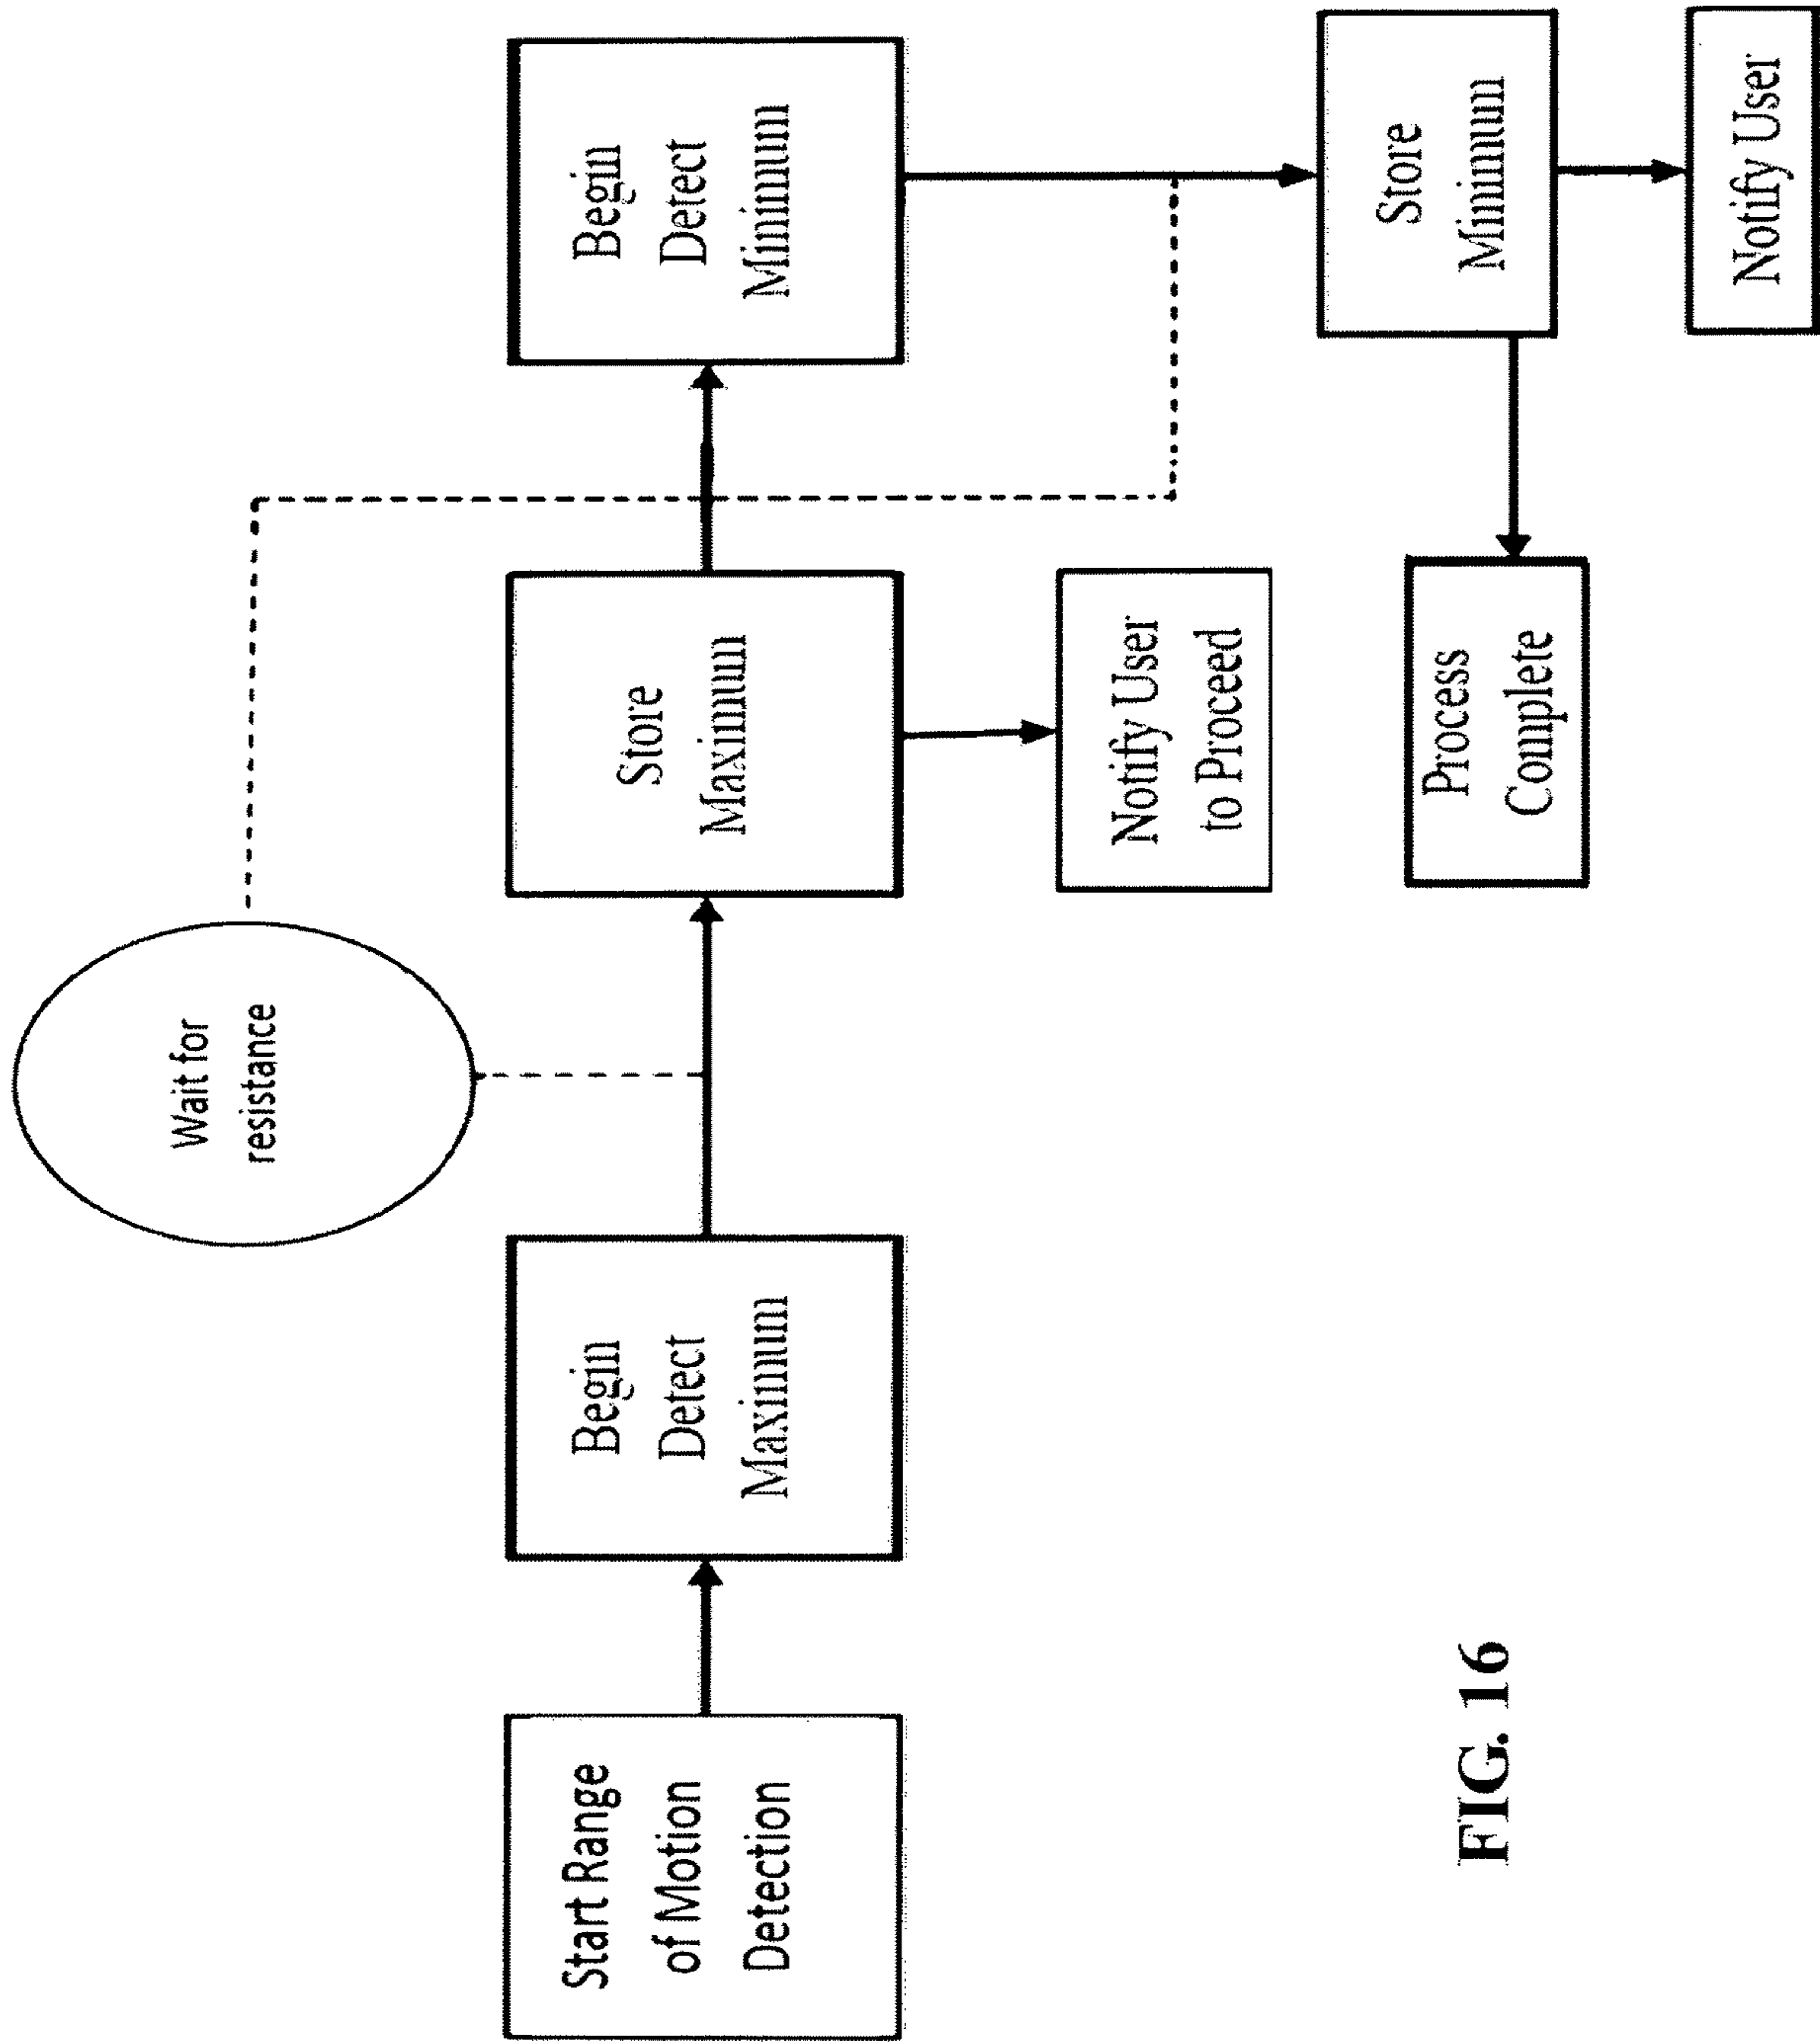 Wait for
resistance
Start Range
of Motion
Detection
Begin
Detect
Maximum
Store
Maximum
Begin
Detect
Minimum
Notify User
to Proceed
Process
Complete
Store
Minimum
Notify User
FIG. 16